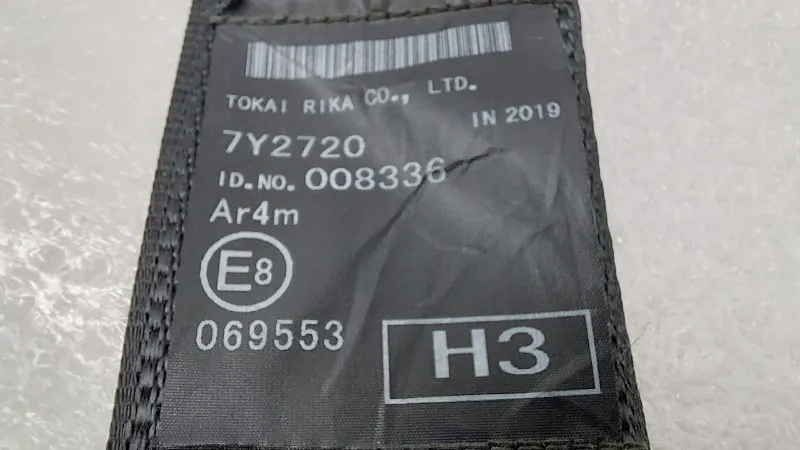 TOKAI RIKA CO., LTD.
IN 2019
7Y2720
ID.NO. 008336
Ar4m
E8
069553
H3